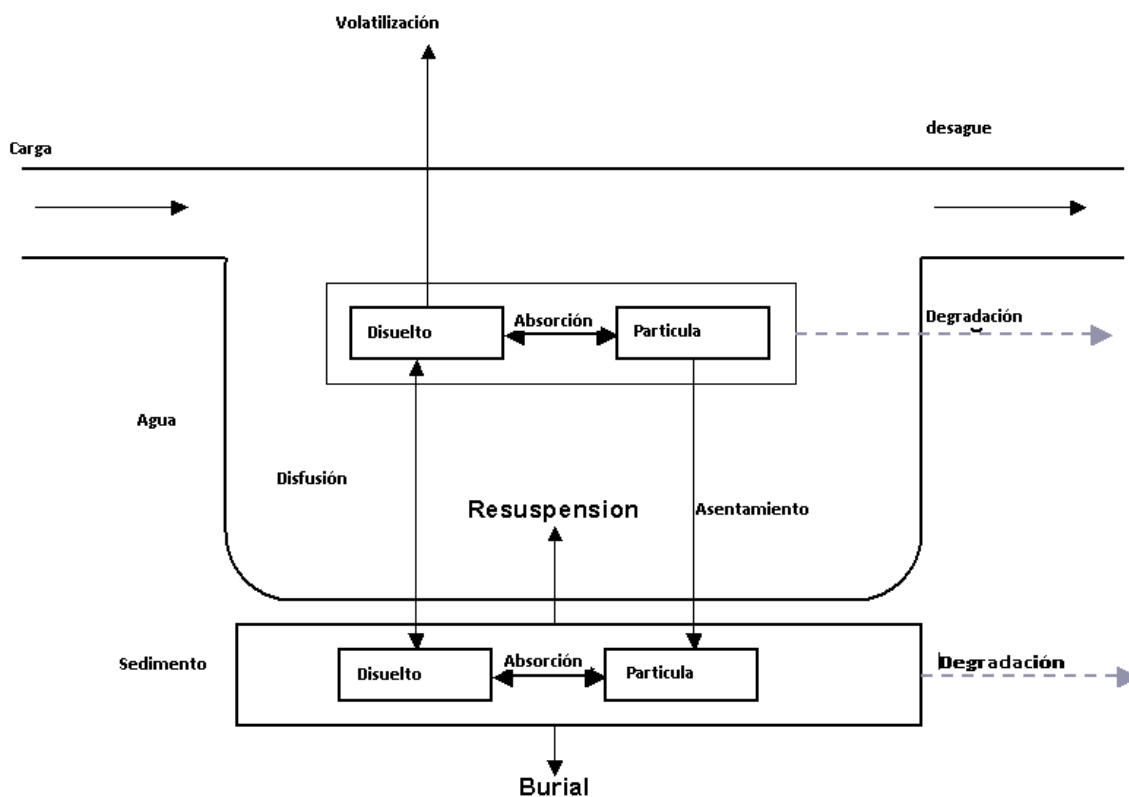 Volatilización
desague
Carga
Disuelto
Absorción
Particula
Degradación
Agua
Disfusión
Resuspension
Asentamiento
Sedimento
Disuelto
Absorción
Particula
Degradación
Burial